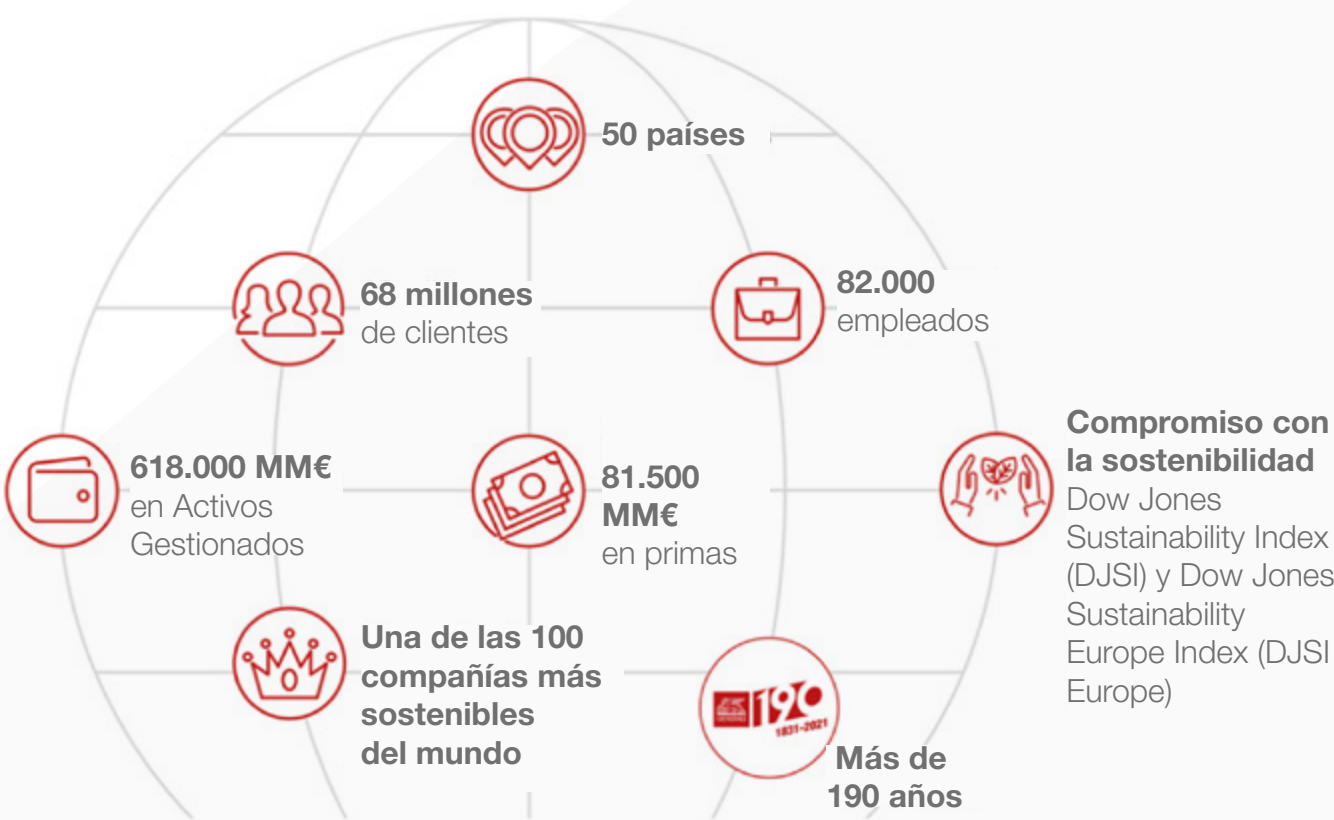 50 países
68 millones
de clientes
82.000
empleados
618.000 MM€
en Activos
Gestionados
81.500
MM€
en primas
Compromiso con
la sostenibilidad
Dow Jones
Sustainability Index
(DJSI) y Dow Jones
Sustainability
Europe Index (DJSI
Europe)
Una de las 100
compañías más
sostenibles
del mundo
190
1831-2021
Más de
190 años